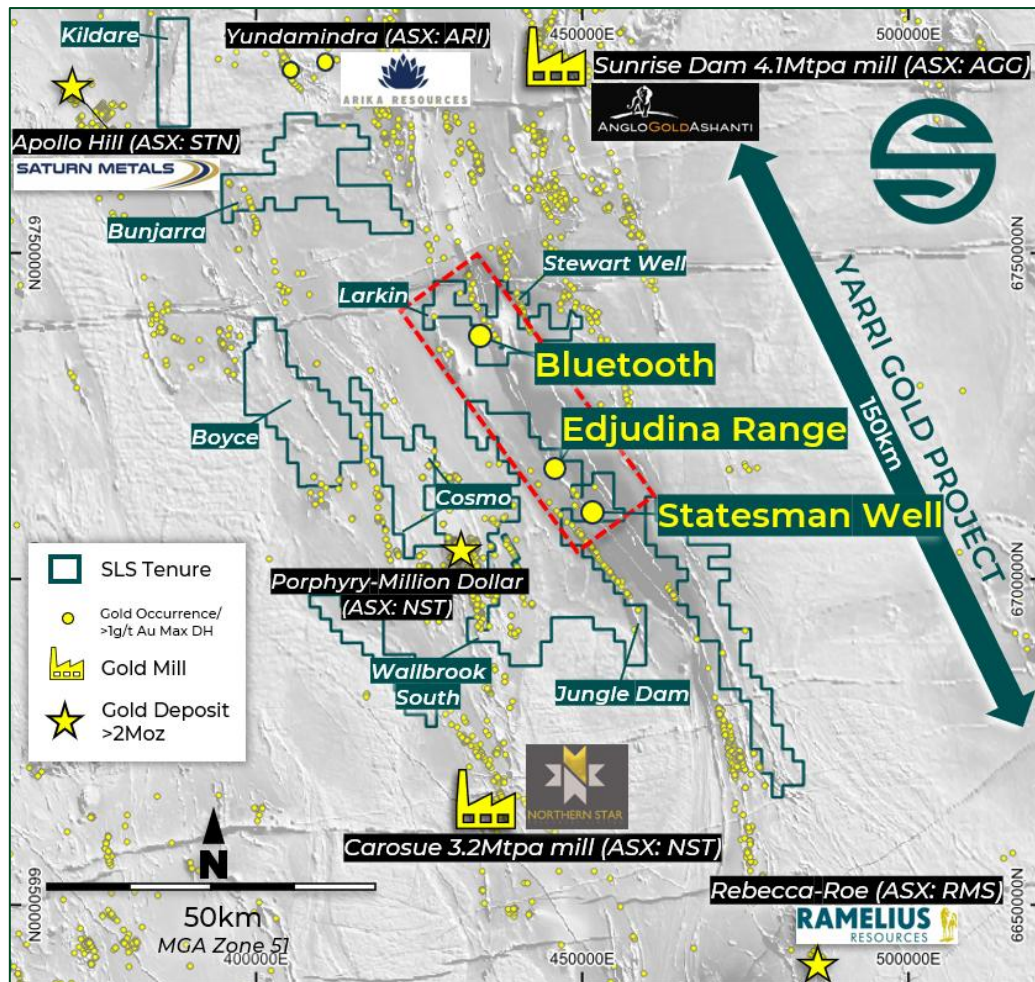 Kildare
Yundamindra (ASX: ARI)
ARIKA RESOURCES
450000E
500000E
Sunrise Dam 4.1Mtpa mill (ASX: AGG)
ANGLOGOLDASHANTI
Apollo Hill (ASX: STN)
SATURN METALS
Bunjarra
6750000N
6750000N
Stewart Well
Larkin
Bluetooth
YARRI GOLD PROJECT
150km
Edjudina Range
Boyce
Cosmo
Statesman Well
Porphyry-Million Dollar
(ASX: NST)
6700000N
SLS Tenure
Gold Occurrence/
>1g/t Au Max DH
Gold Mill
Gold Deposit
>2Moz
Wallbrook
South
Jungle Dam
NORTHERN STAR
Carosue 3.2Mtpa mill (ASX: NST)
N
50km
MGA Zone 51
Rebecca-Roe (ASX: RMS)
RAMELIUS
RESOURCES
6650000N
6650000N
400000E
450000E
500000E